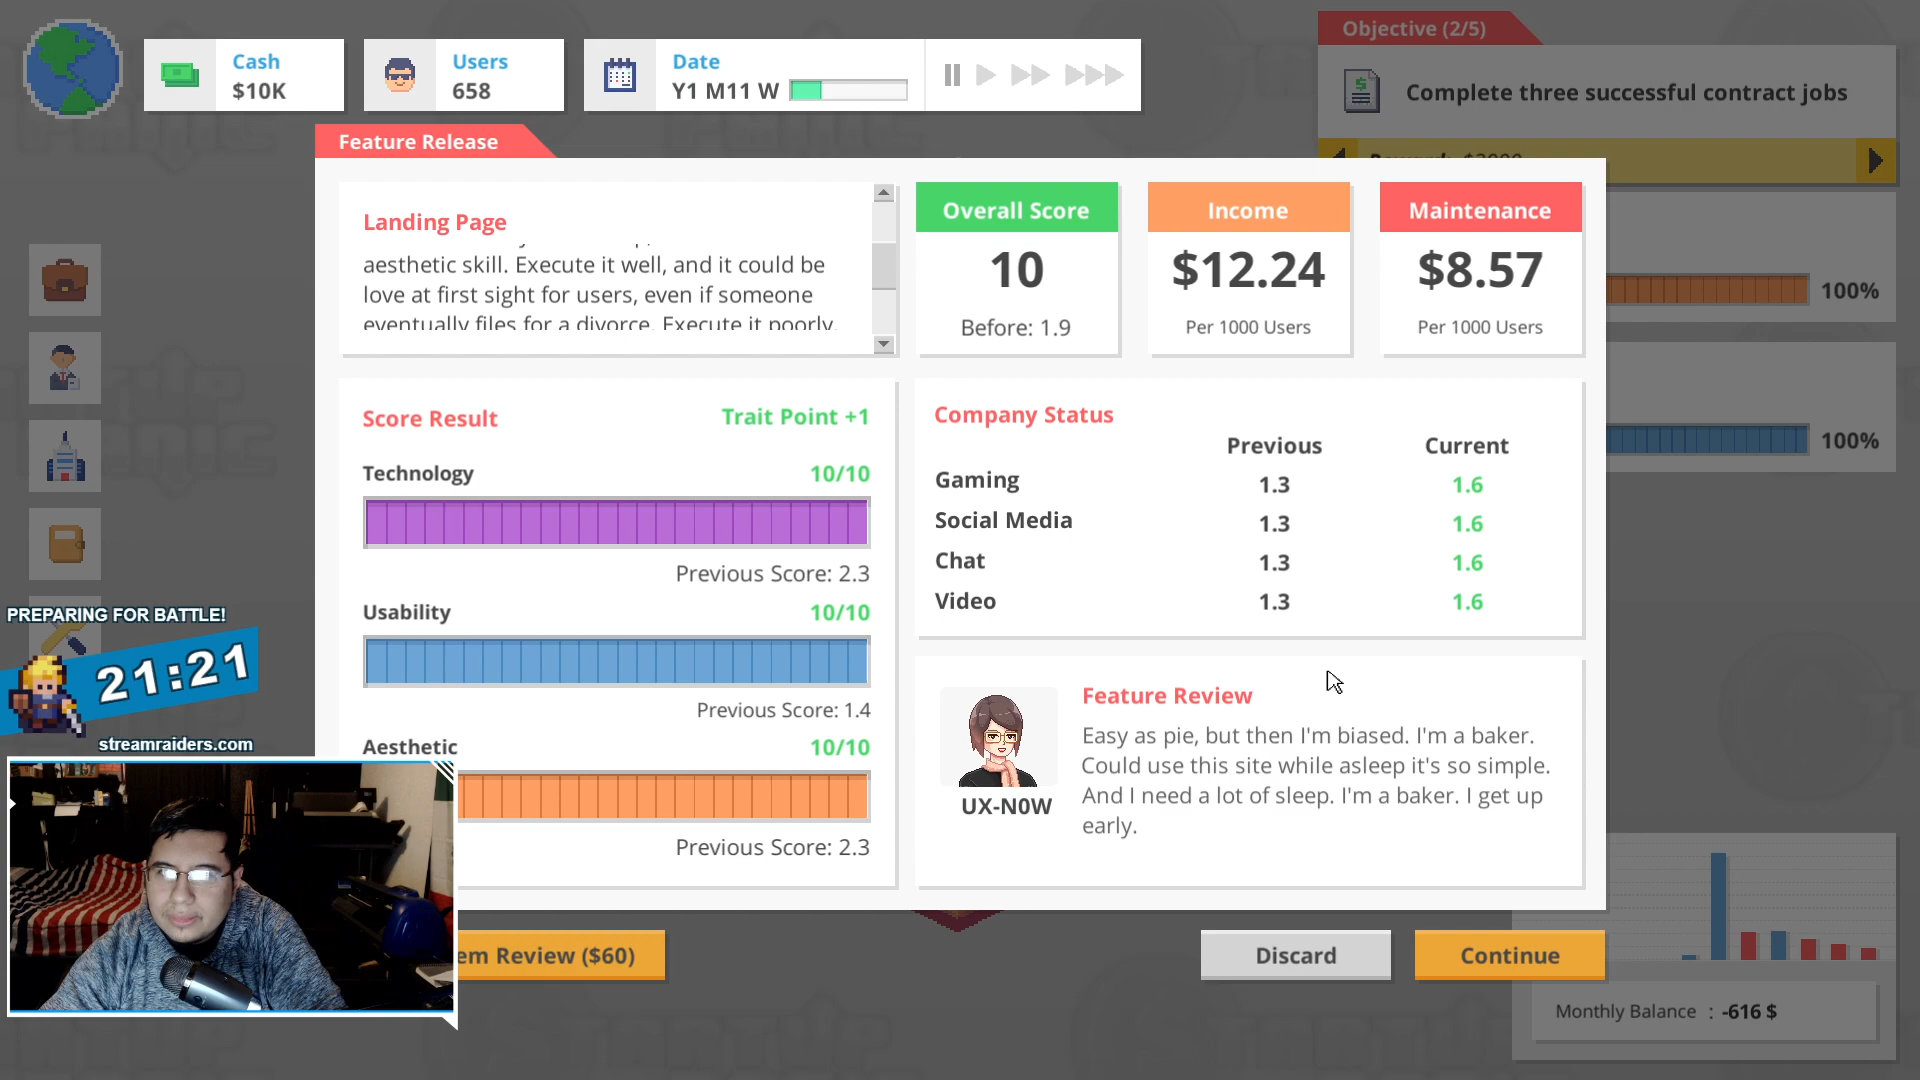 Cash
$10K
Users
658
Date
Y1 M11 W
Objective (2/5)
Complete three successful contract jobs
Feature Release
Landing Page
aesthetic skill. Execute it well, and it could be
love at first sight for users, even if someone
eventually files for a divorce. Execute it poorly,
Overall Score
10
Before: 1.9
Income
$12.24
Per 1000 Users
Maintenance
$8.57
Per 1000 Users
100%
100%
Score Result
Trait Point +1
Technology
10/10
Previous Score: 2.3
Usability
10/10
Previous Score: 1.4
Aesthetic
10/10
Previous Score: 2.3
Company Status
Previous
Current
Gaming
1.3
1.6
Social Media
1.3
1.6
Chat
1.3
1.6
Video
1.3
1.6
UX-N0W
Feature Review
Easy as pie, but then I'm biased. I'm a baker.
Could use this site while asleep it's so simple.
And I need a lot of sleep. I'm a baker. I get up
early.
PREPARING FOR BATTLE!
21:21
streamraiders.com
em Review ($60)
Discard
Continue
Monthly Balance : -616 $